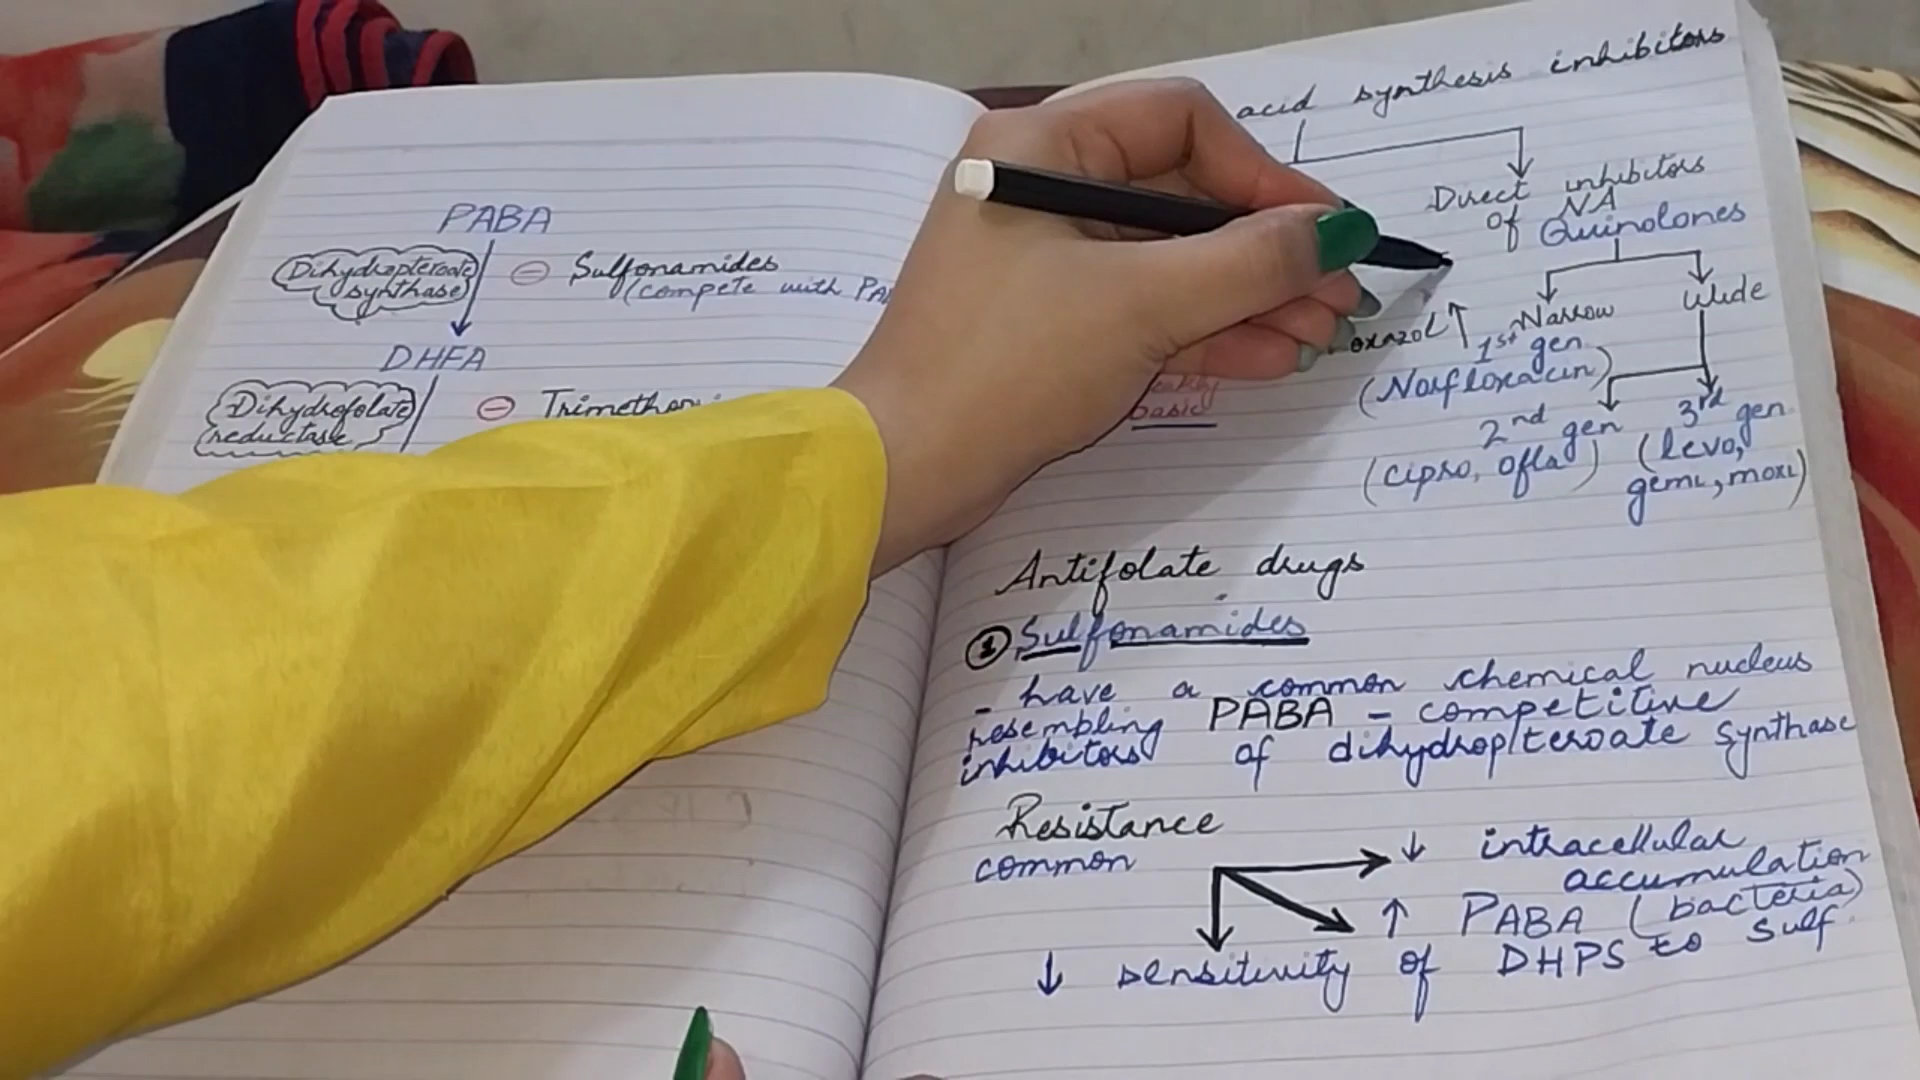 PABA
Dihydropteroate
synthase
Sulfonamides
(compete with
DHFA
Dihydrofolate
reductase
acid synthesis inhibitors
Direct inhibitors
of NA
Quinolones
Narrow
Wide
oxazol ↑
1st gen
(Norfloxacin)
basic
2nd gen
(cipro, ofla)
3rd gen
(levo,
gemi, moxi)
Antifolate drugs
① Sulfonamides
- have a common chemical nucleus
resembling PABA - competitive
inhibitors of dihydropteroate synthase
Resistance
common
↓ intracellular
accumulation
↑ PABA (bacteria)
↓ sensitivity of DHPS to sulf.